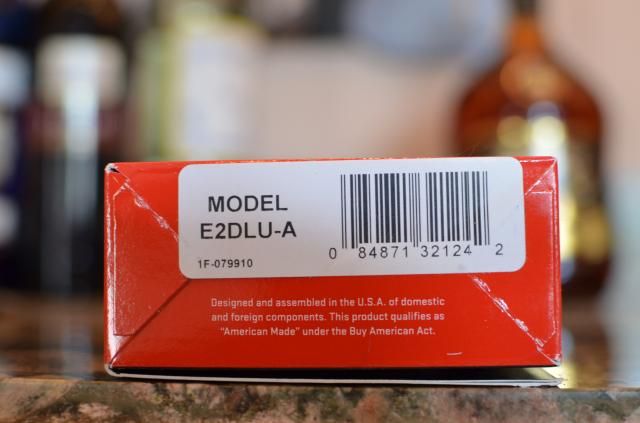 MODEL
E2DLU-A
1F-079910
0 84871 32124 2
Designed and assembled in the U.S.A. of domestic
and foreign components. This product qualifies as
"American Made" under the Buy American Act.